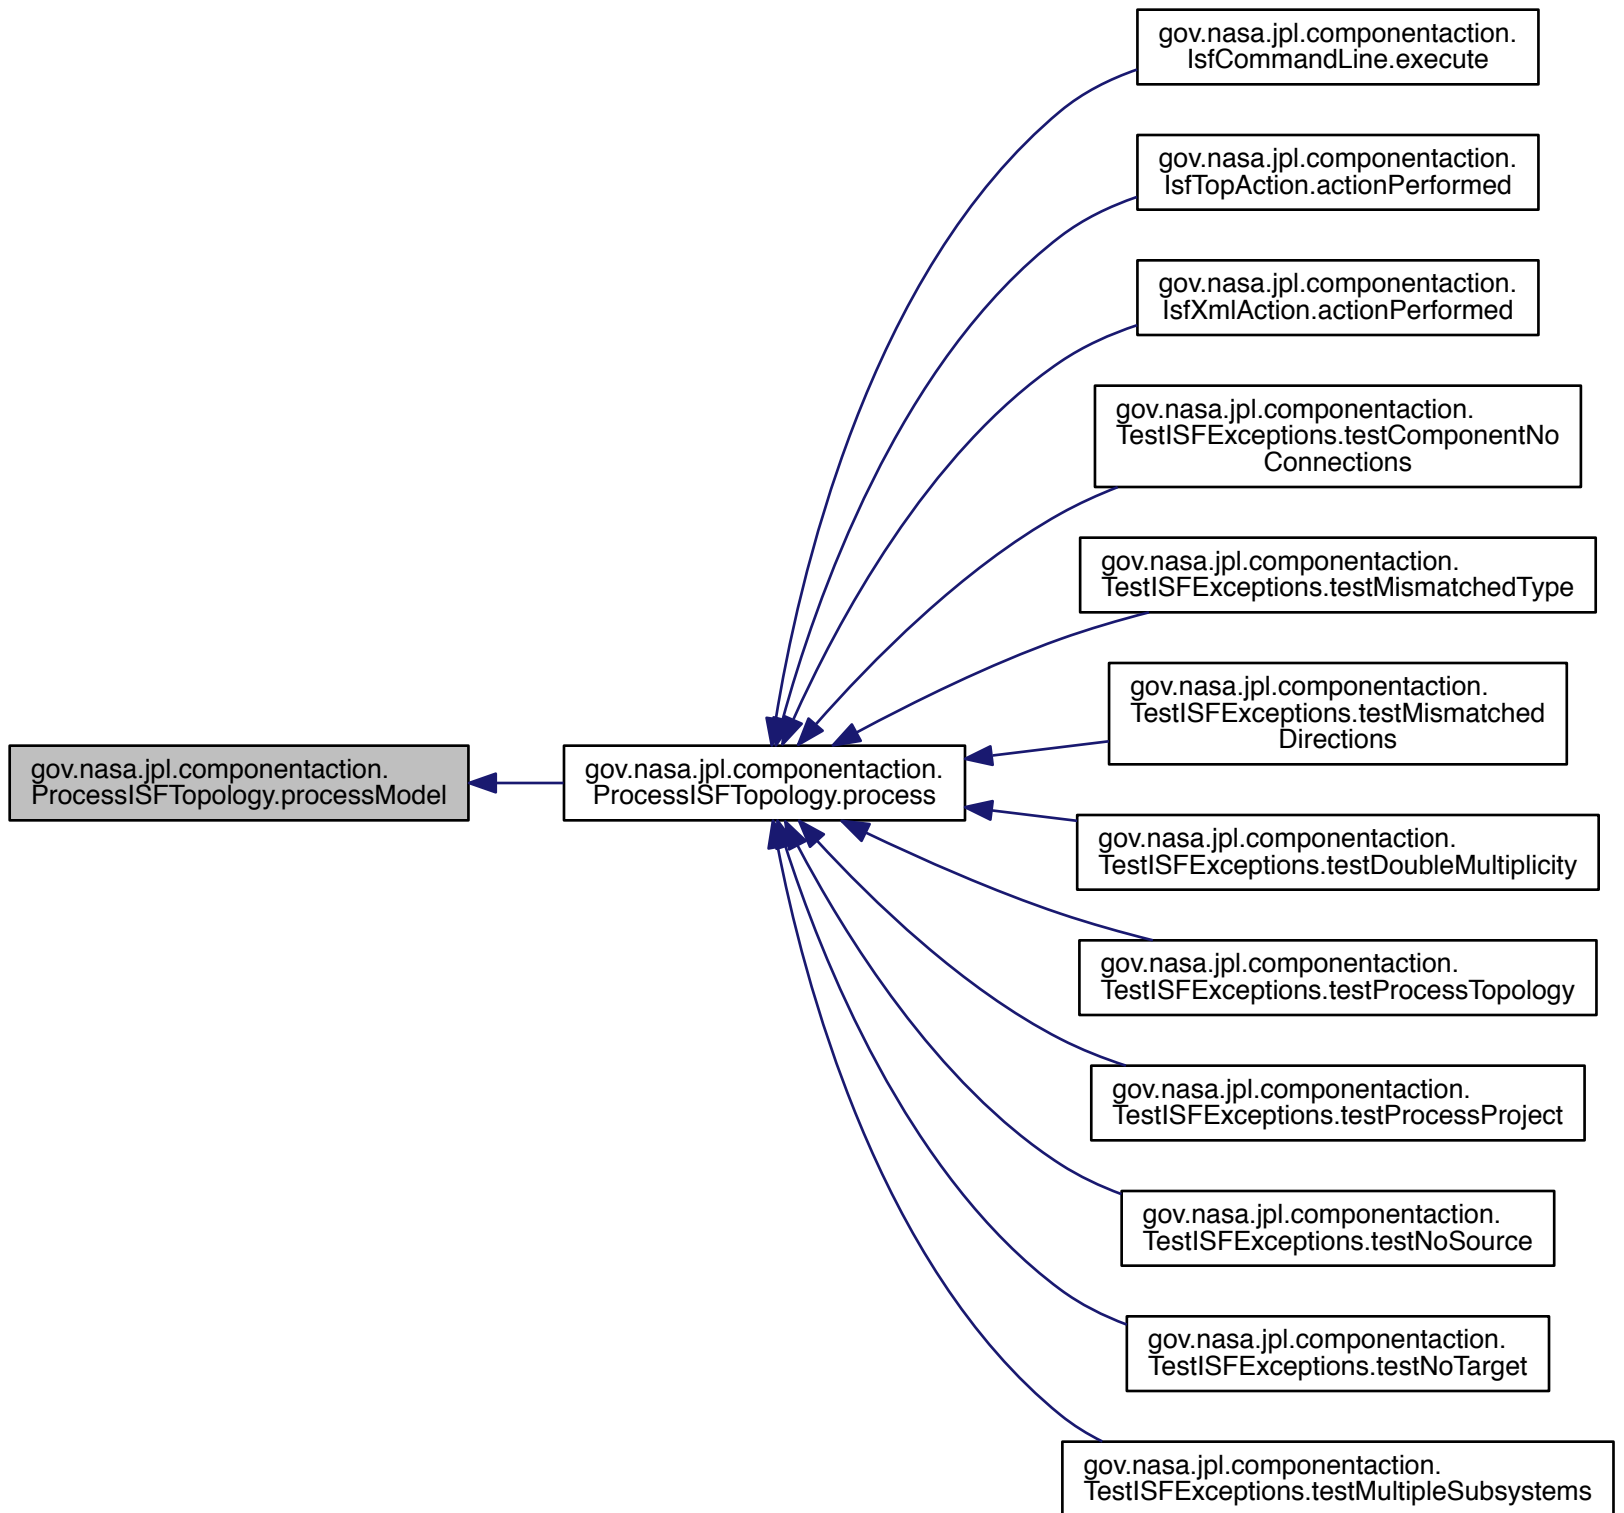 gov.nasa.jpl.componentaction.
IsfCommandLine.execute
gov.nasa.jpl.componentaction.
IsfTopAction.actionPerformed
gov.nasa.jpl.componentaction.
IsfXmlAction.actionPerformed
gov.nasa.jpl.componentaction.
TestISFExceptions.testComponentNo
Connections
gov.nasa.jpl.componentaction.
TestISFExceptions.testMismatchedType
gov.nasa.jpl.componentaction.
TestISFExceptions.testMismatched
Directions
gov.nasa.jpl.componentaction.
ProcessISFTopology.processModel
gov.nasa.jpl.componentaction.
ProcessISFTopology.process
gov.nasa.jpl.componentaction.
TestISFExceptions.testDoubleMultiplicity
gov.nasa.jpl.componentaction.
TestISFExceptions.testProcessTopology
gov.nasa.jpl.componentaction.
TestISFExceptions.testProcessProject
gov.nasa.jpl.componentaction.
TestISFExceptions.testNoSource
gov.nasa.jpl.componentaction.
TestISFExceptions.testNoTarget
gov.nasa.jpl.componentaction.
TestISFExceptions.testMultipleSubsystems